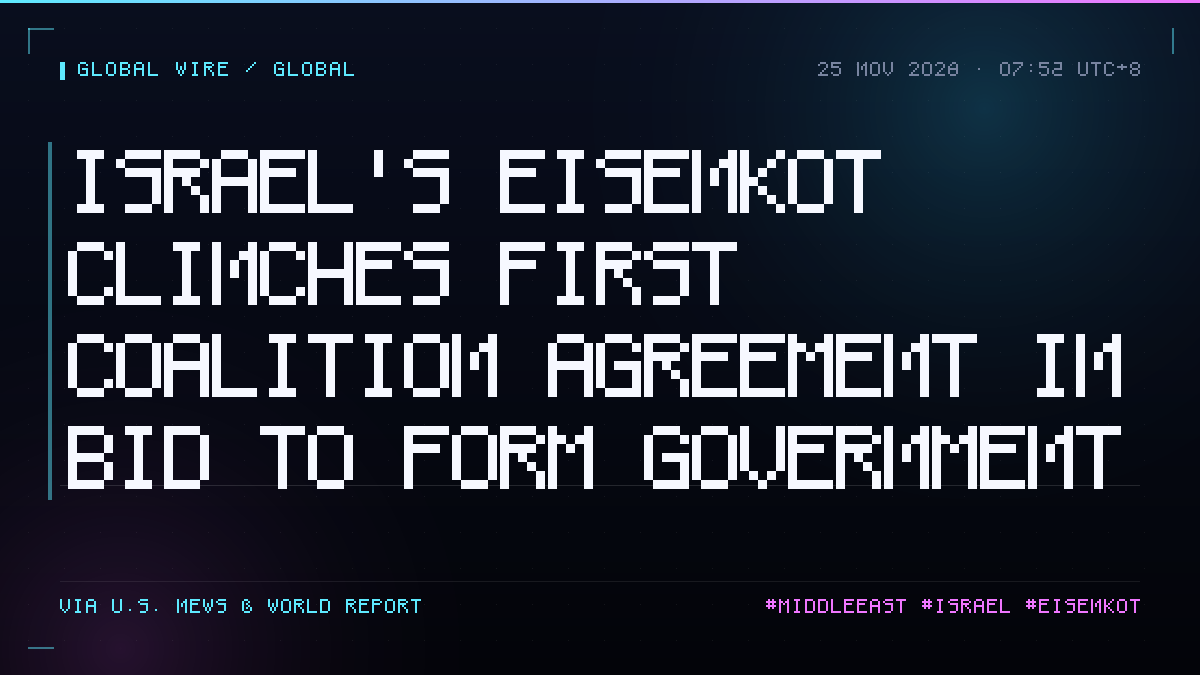 GLOBAL WIRE / GLOBAL
25 NOV 2026 · 07:52 UTC+8
ISRAEL'S EISENKOT
CLINCHES FIRST
COALITION AGREEMENT IN
BID TO FORM GOVERNMENT
VIA U.S. NEWS & WORLD REPORT
#MIDDLEEAST #ISRAEL #EISENKOT